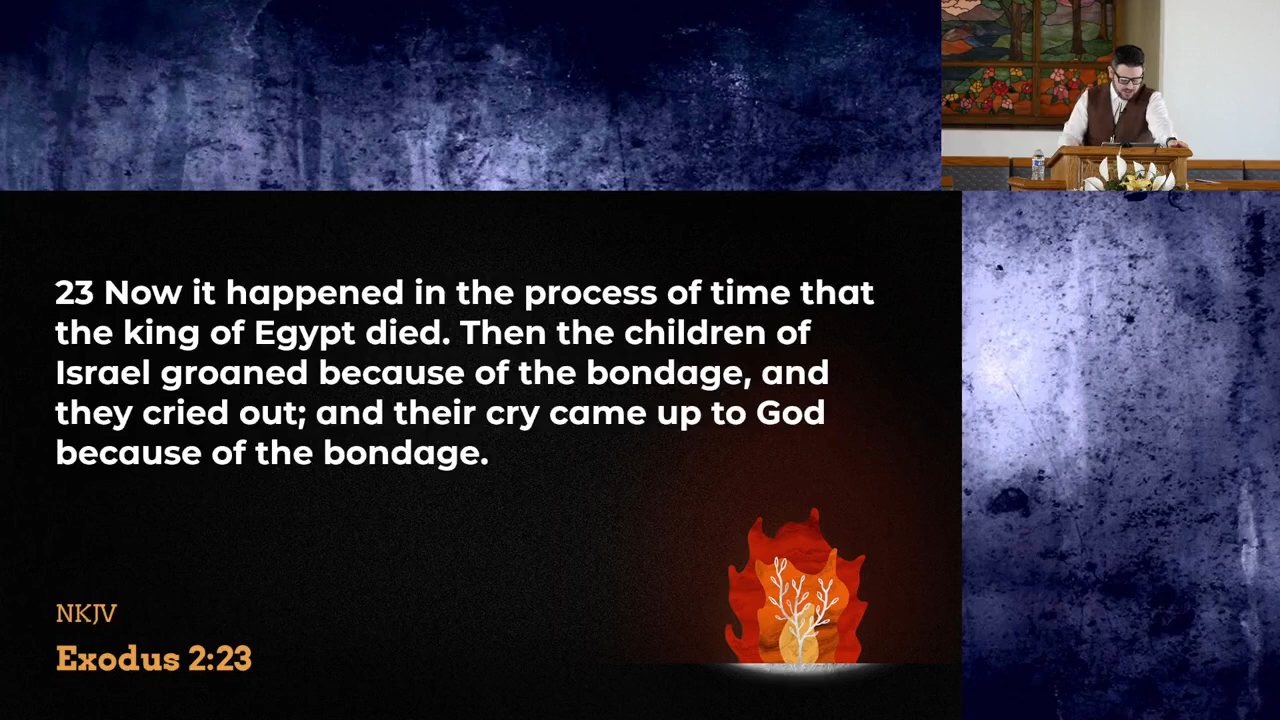 23 Now it happened in the process of time that
the king of Egypt died. Then the children of
Israel groaned because of the bondage, and
they cried out; and their cry came up to God
because of the bondage.
NKJV
Exodus 2:23